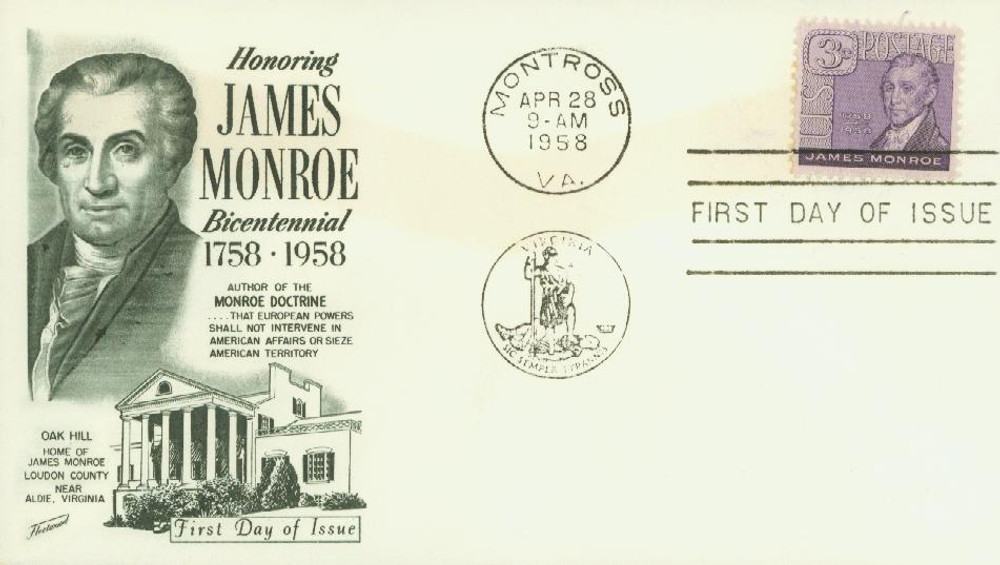 Honoring
JAMES
MONROE
Bicentennial
1758 · 1958
AUTHOR OF THE
MONROE DOCTRINE
....THAT EUROPEAN POWERS
SHALL NOT INTERVENE IN
AMERICAN AFFAIRS OR SIEZE
AMERICAN TERRITORY
OAK HILL
HOME OF
JAMES MONROE
LOUDON COUNTY
NEAR
ALDIE, VIRGINIA
Fleetwood
First Day of Issue
MONTROSS
APR 28
9-AM
1958
VA.
VIRGINIA
SIC SEMPER TYRANNIS
3¢ POSTAGE
U.S.
1758
1958
JAMES MONROE
FIRST DAY OF ISSUE